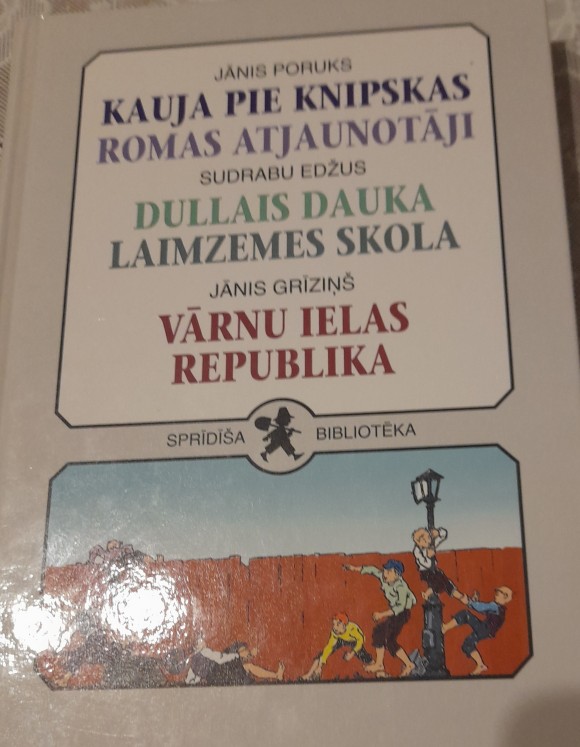 JĀNIS PORUKS
KAUJA PIE KNIPSKAS
ROMAS ATJAUNOTĀJI
SUDRABU EDŽUS
DULLAIS DAUKA
LAIMZEMES SKOLA
JĀNIS GRĪZIŅŠ
VĀRNU IELAS
REPUBLIKA
SPRĪDĪŠA BIBLIOTĒKA